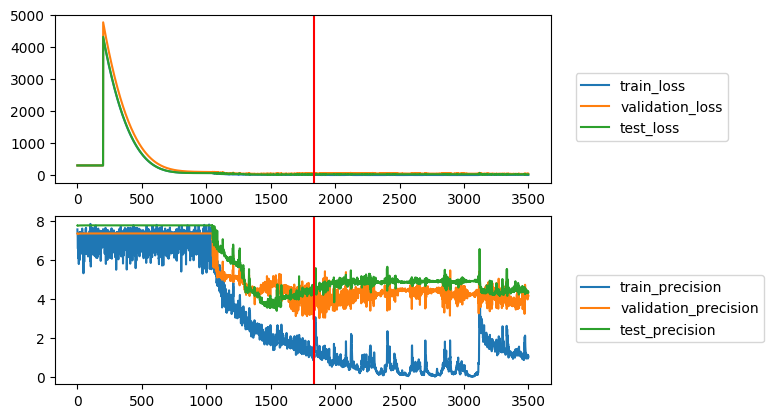 5000
4000
3000
2000
1000
0
0 500 1000 1500 2000 2500 3000 3500
train_loss
validation_loss
test_loss
8
6
4
2
0
0 500 1000 1500 2000 2500 3000 3500
train_precision
validation_precision
test_precision